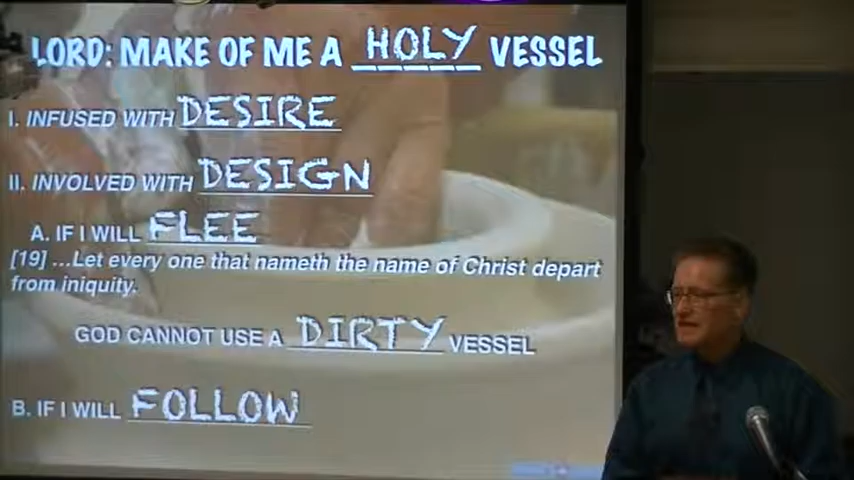 LORD: MAKE OF ME A HOLY VESSEL
I. INFUSED WITH DESIRE
II. INVOLVED WITH DESIGN
A. IF I WILL FLEE
[19] ...Let every one that nameth the name of Christ depart
from iniquity.
GOD CANNOT USE A DIRTY VESSEL
B. IF I WILL FOLLOW